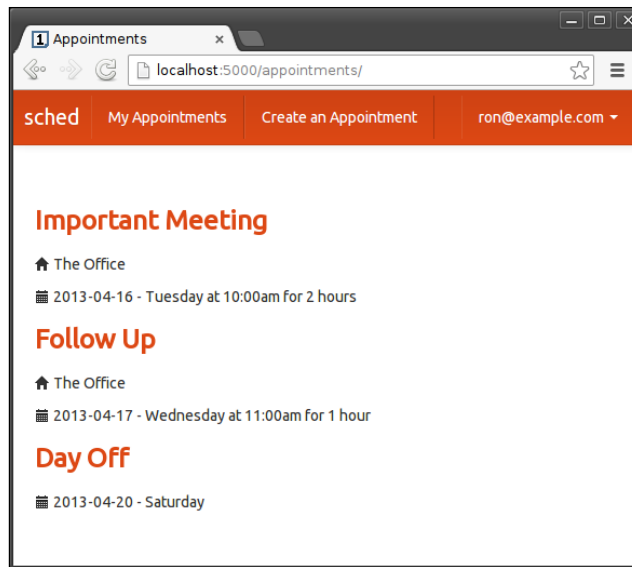 1 Appointments ×
localhost:5000/appointments/
sched My Appointments Create an Appointment ron@example.com
Important Meeting
The Office
2013-04-16 - Tuesday at 10:00am for 2 hours
Follow Up
The Office
2013-04-17 - Wednesday at 11:00am for 1 hour
Day Off
2013-04-20 - Saturday